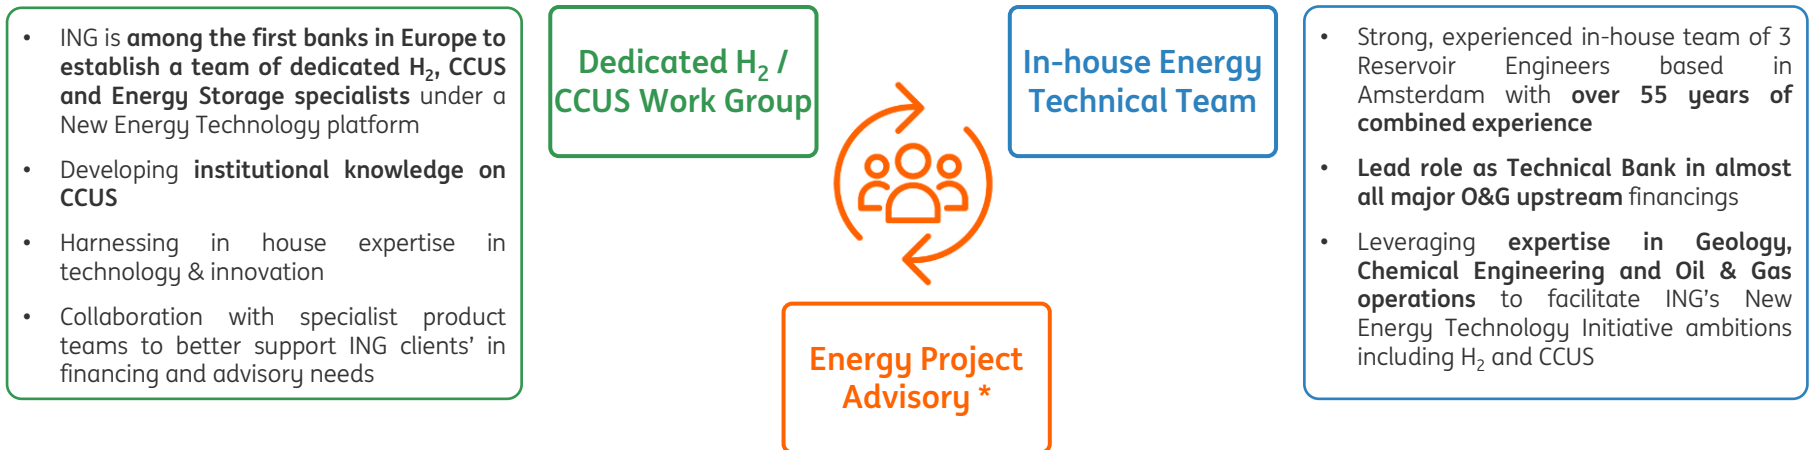 • ING is among the first banks in Europe to
establish a team of dedicated H₂, CCUS
and Energy Storage specialists under a
New Energy Technology platform
• Developing institutional knowledge on
CCUS
• Harnessing in house expertise in
technology & innovation
• Collaboration with specialist product
teams to better support ING clients' in
financing and advisory needs
Dedicated H₂ /
CCUS Work Group
In-house Energy
Technical Team
Energy Project
Advisory *
• Strong, experienced in-house team of 3
Reservoir Engineers based in
Amsterdam with over 55 years of
combined experience
• Lead role as Technical Bank in almost
all major O&G upstream financings
• Leveraging expertise in Geology,
Chemical Engineering and Oil & Gas
operations to facilitate ING's New
Energy Technology Initiative ambitions
including H₂ and CCUS